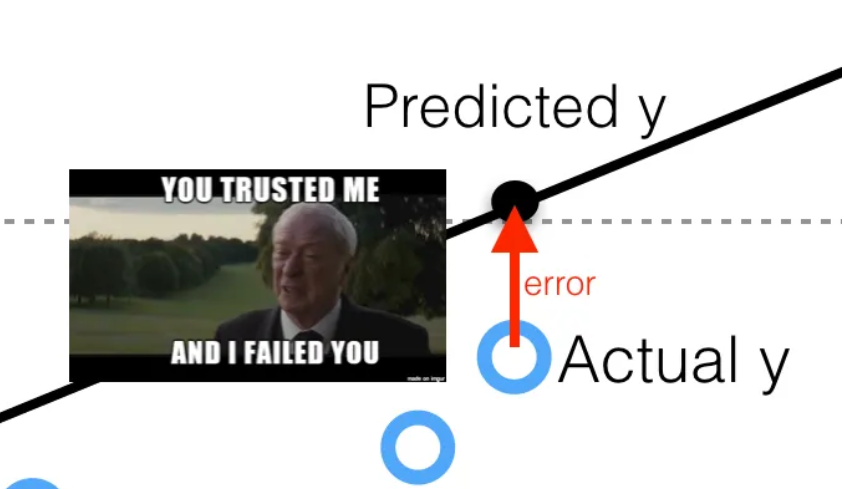 Predicted y
YOU TRUSTED ME
error
AND I FAILED YOU
Actual y
made on imgur